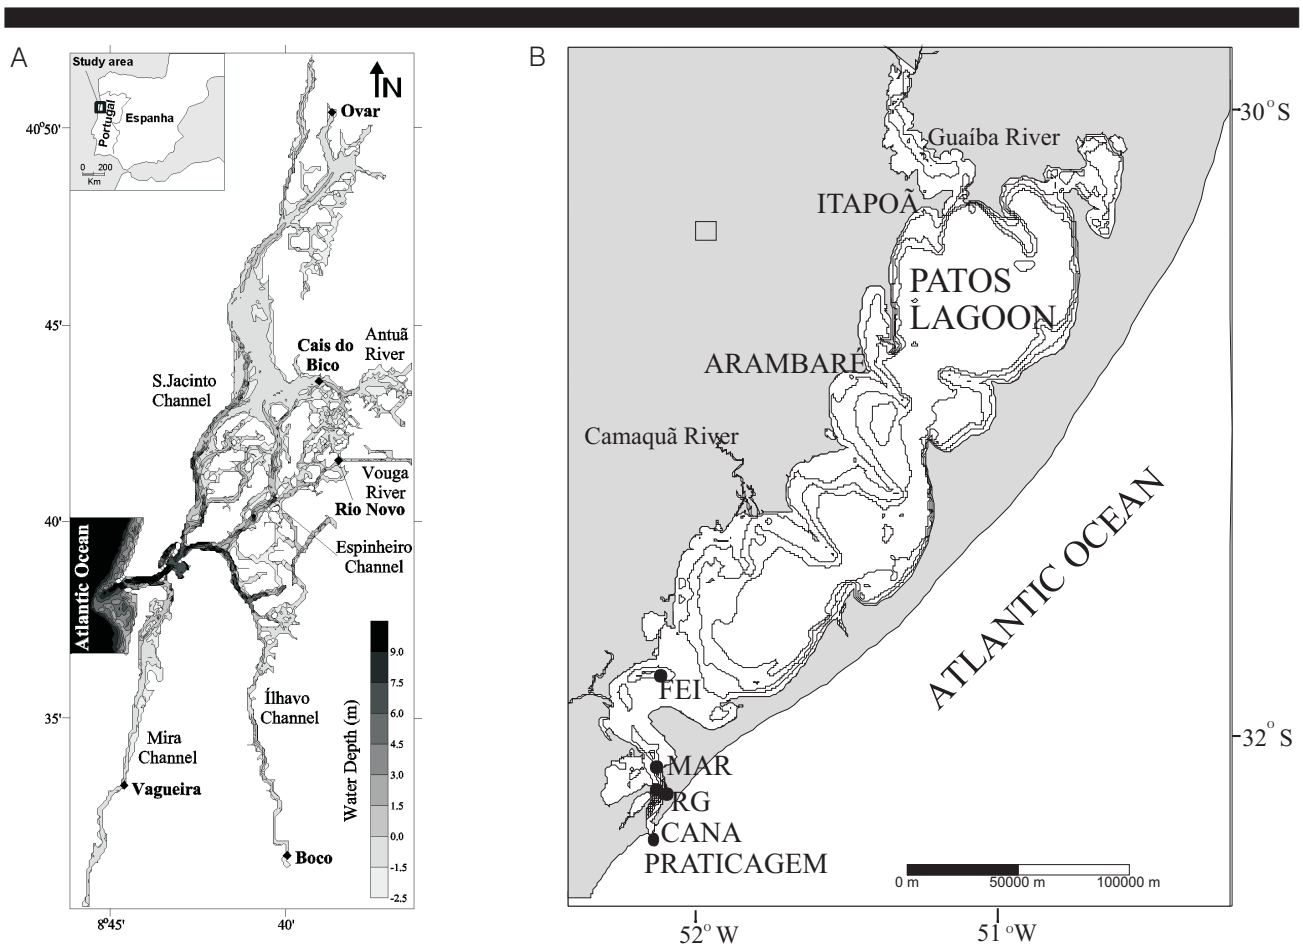 A
Study area
Portugal
Espanha
0 200
Km
N
Ovar
40°50'
45'
Antuã
River
Cais do
Bico
S.Jacinto
Channel
Vouga
River
Rio Novo
40'
Espinheiro
Channel
Atlantic Ocean
Water Depth (m)
9.0
7.5
6.0
4.5
3.0
1.5
0.0
-1.5
-2.5
Ílhavo
Channel
35'
Mira
Channel
Vagueira
Boco
8°45'
40'
B
30° S
Guaíba River
ITAPOÃ
PATOS
LAGOON
ARAMBARÉ
Camaquã River
ATLANTIC OCEAN
FEI
32° S
MAR
RG
CANA
PRATICAGEM
0 m
50000 m
100000 m
52° W
51° W